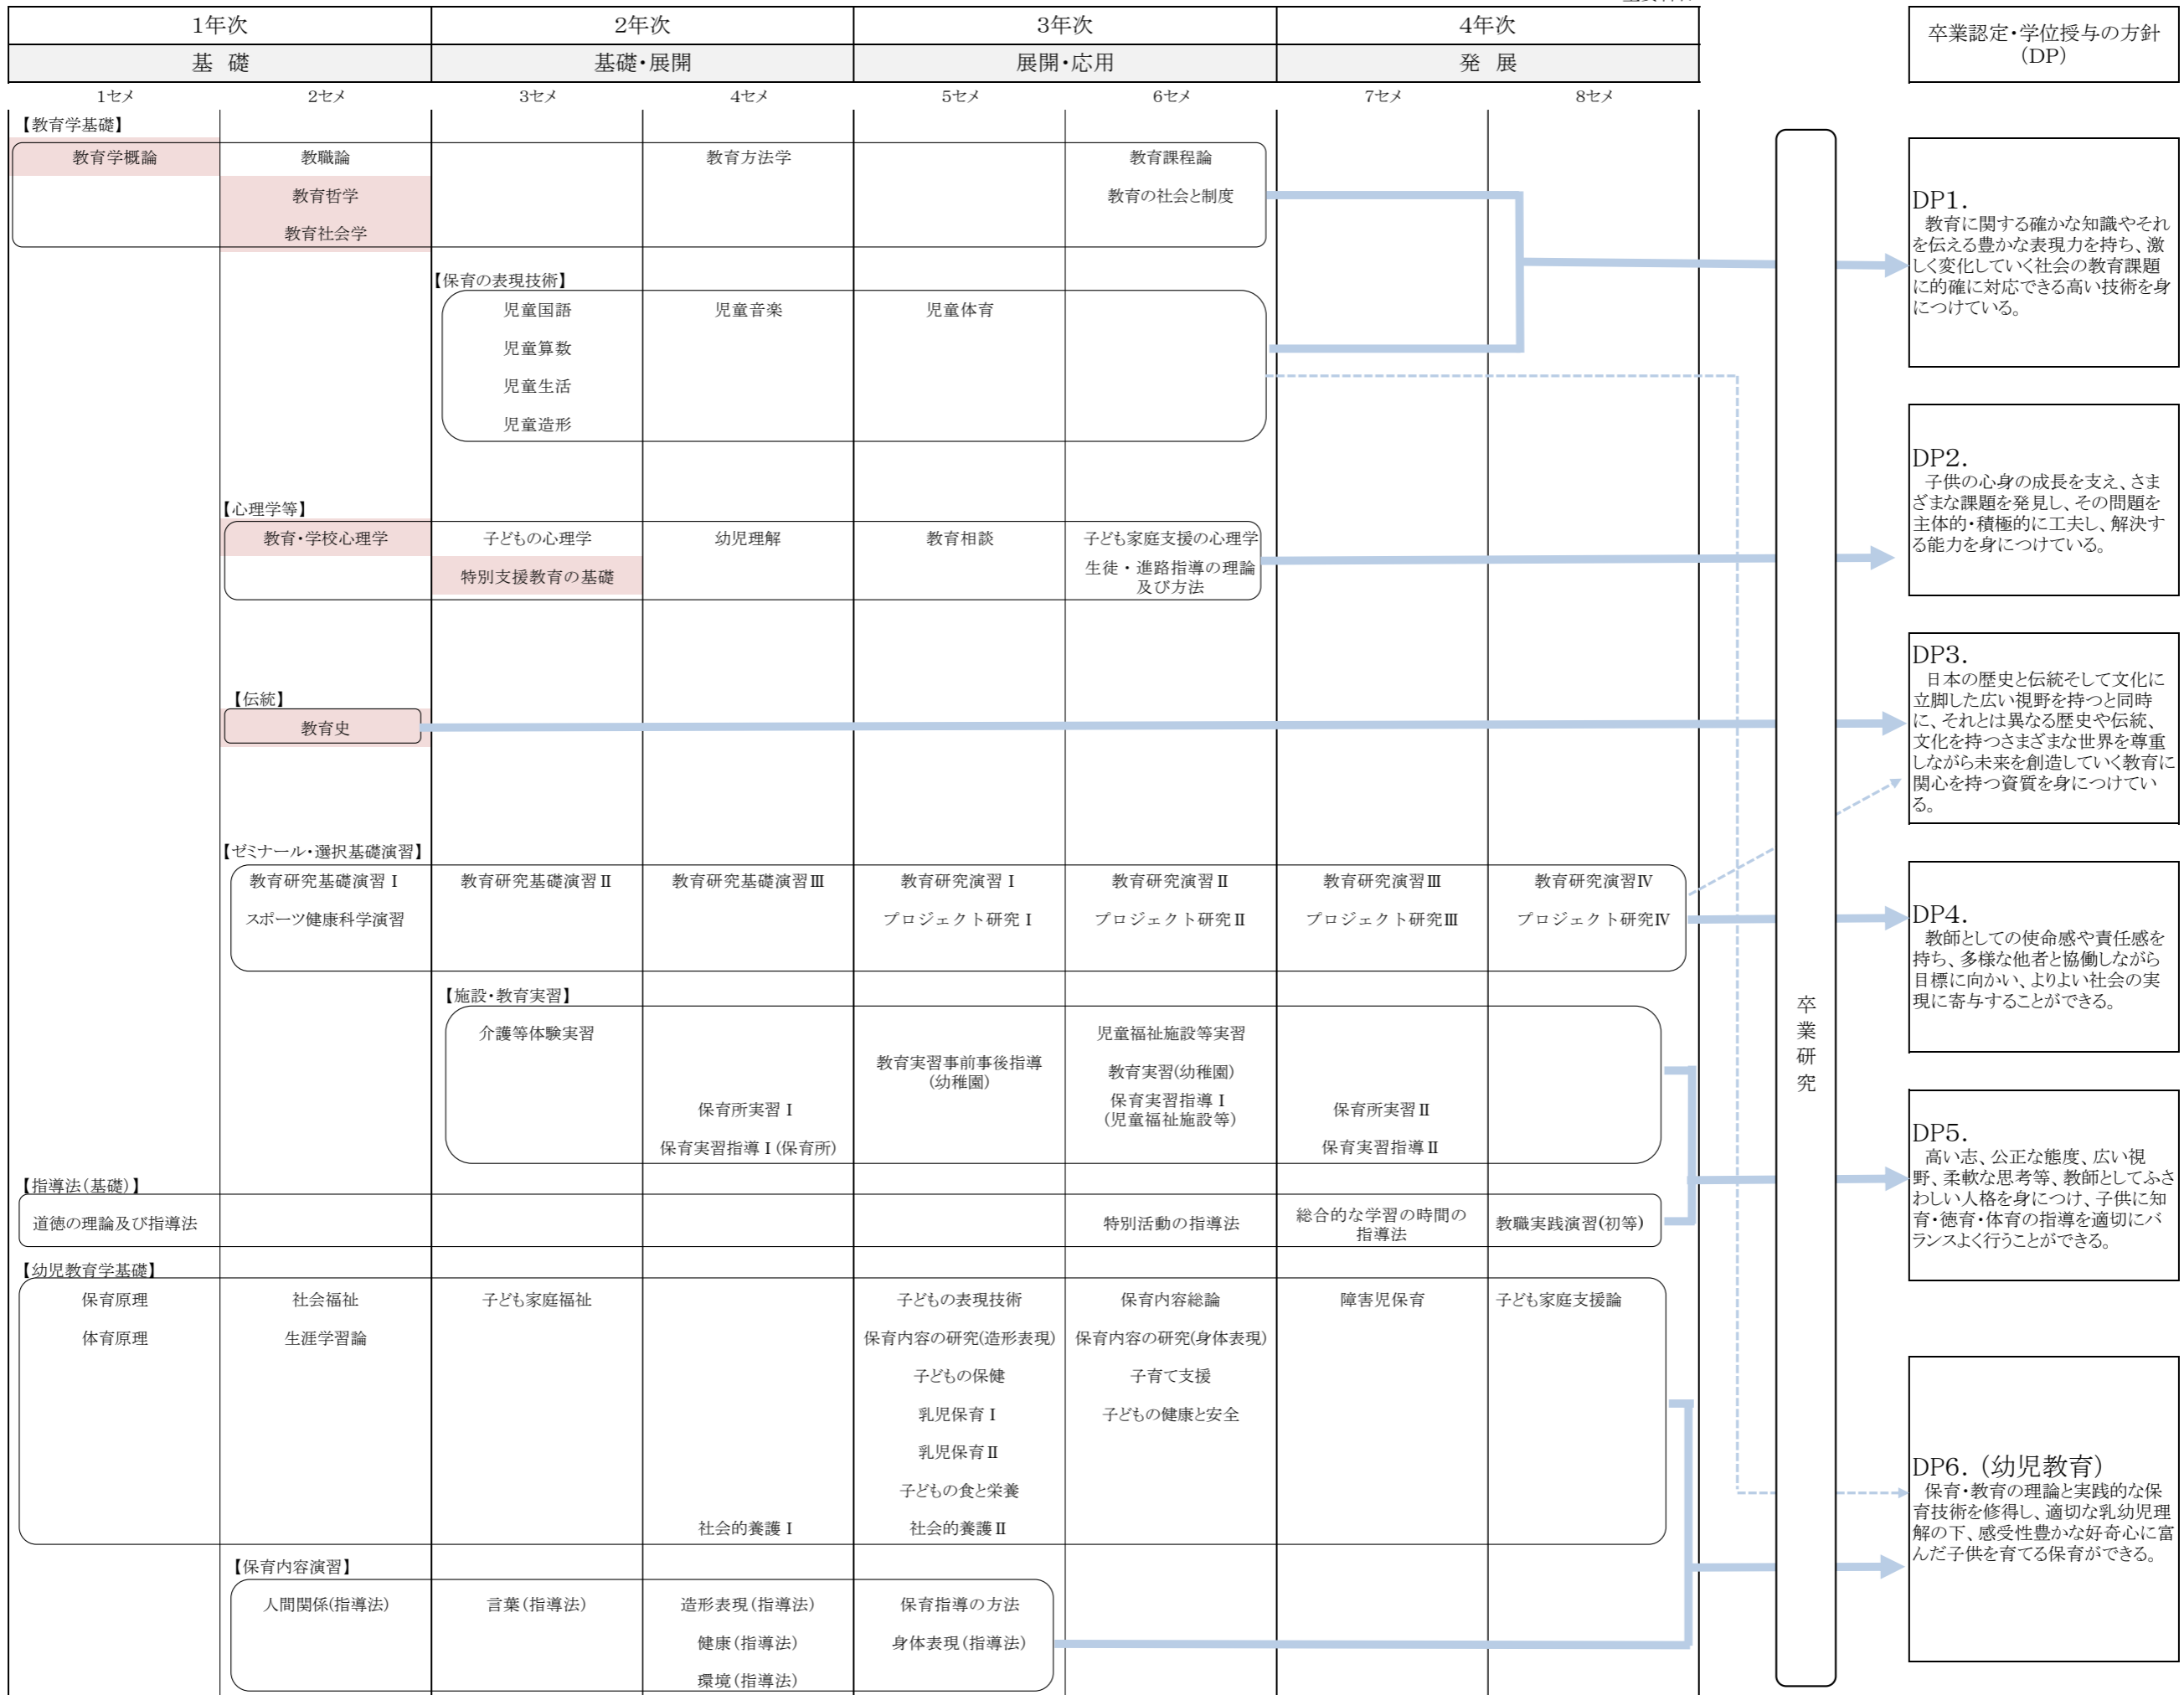 1年次 2年次 3年次 4年次
卒業認定・学位授与の方針
(DP)
基 礎 基礎・展開 展開・応用 発 展
1セメ 2セメ 3セメ 4セメ 5セメ 6セメ 7セメ 8セメ
【教育学基礎】
教育学概論 教職論 教育方法学 教育課程論
教育哲学 教育の社会と制度
教育社会学
【保育の表現技術】
児童国語 児童音楽 児童体育
児童算数
児童生活
児童造形
【心理学等】
教育・学校心理学 子どもの心理学 幼児理解 教育相談 子ども家庭支援の心理学
特別支援教育の基礎 生徒・進路指導の理論
及び方法
【伝統】
教育史
【ゼミナール・選択基礎演習】
教育研究基礎演習Ⅰ 教育研究基礎演習Ⅱ 教育研究基礎演習Ⅲ 教育研究演習Ⅰ 教育研究演習Ⅱ 教育研究演習Ⅲ 教育研究演習Ⅳ
スポーツ健康科学演習 プロジェクト研究Ⅰ プロジェクト研究Ⅱ プロジェクト研究Ⅲ プロジェクト研究Ⅳ
【施設・教育実習】
介護等体験実習 児童福祉施設等実習
教育実習事前事後指導
(幼稚園)
教育実習(幼稚園)
保育所実習Ⅰ 保育実習指導Ⅰ
(児童福祉施設等)
保育所実習Ⅱ
保育実習指導Ⅰ(保育所) 保育実習指導Ⅱ
【指導法(基礎)】
道徳の理論及び指導法 特別活動の指導法 総合的な学習の時間の
指導法
教職実践演習(初等)
【幼児教育学基礎】
保育原理 社会福祉 子ども家庭福祉 子どもの表現技術 保育内容総論 障害児保育 子ども家庭支援論
体育原理 生涯学習論 保育内容の研究(造形表現) 保育内容の研究(身体表現)
子どもの保健 子育て支援
乳児保育Ⅰ 子どもの健康と安全
乳児保育Ⅱ
子どもの食と栄養
社会的養護Ⅰ 社会的養護Ⅱ
【保育内容演習】
人間関係(指導法) 言葉(指導法) 造形表現(指導法) 保育指導の方法
健康(指導法) 身体表現(指導法)
環境(指導法)
卒
業
研
究
DP1.
教育に関する確かな知識やそれ
を伝える豊かな表現力を持ち、激
しく変化していく社会の教育課題
に的確に対応できる高い技術を身
につけている。
DP2.
子供の心身の成長を支え、さま
ざまな課題を発見し、その問題を
主体的・積極的に工夫し、解決す
る能力を身につけている。
DP3.
日本の歴史と伝統そして文化に
立脚した広い視野を持つと同時
に、それとは異なる歴史や伝統、
文化を持つさまざまな世界を尊重
しながら未来を創造していく教育に
関心を持つ資質を身につけてい
る。
DP4.
教師としての使命感や責任感を
持ち、多様な他者と協働しながら
目標に向かい、よりよい社会の実
現に寄与することができる。
DP5.
高い志、公正な態度、広い視
野、柔軟な思考等、教師としてふさ
わしい人格を身につけ、子供に知
育・徳育・体育の指導を適切にバ
ランスよく行うことができる。
DP6.(幼児教育)
保育・教育の理論と実践的な保
育技術を修得し、適切な乳幼児理
解の下、感受性豊かな好奇心に富
んだ子供を育てる保育ができる。